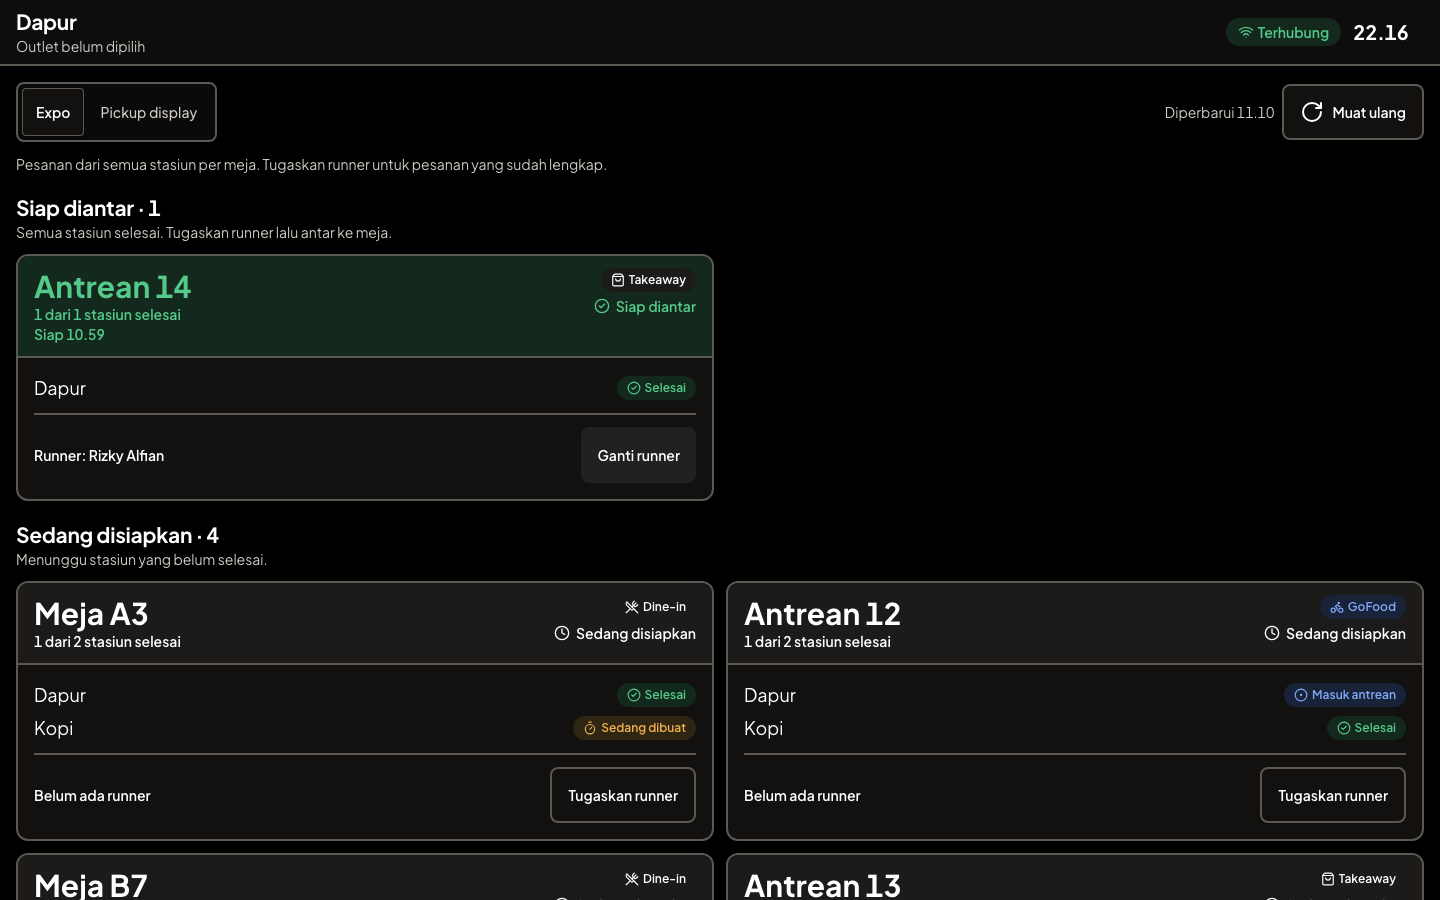 Dapur
Outlet belum dipilih
Terhubung
22.16
Expo
Pickup display
Diperbarui 11.10
Muat ulang
Pesanan dari semua stasiun per meja. Tugaskan runner untuk pesanan yang sudah lengkap.
Siap diantar · 1
Semua stasiun selesai. Tugaskan runner lalu antar ke meja.
Antrean 14
Takeaway
1 dari 1 stasiun selesai
Siap diantar
Siap 10.59
Dapur
Selesai
Runner: Rizky Alfian
Ganti runner
Sedang disiapkan · 4
Menunggu stasiun yang belum selesai.
Meja A3
Dine-in
1 dari 2 stasiun selesai
Sedang disiapkan
Dapur
Selesai
Kopi
Sedang dibuat
Belum ada runner
Tugaskan runner
Antrean 12
GoFood
1 dari 2 stasiun selesai
Sedang disiapkan
Dapur
Masuk antrean
Kopi
Selesai
Belum ada runner
Tugaskan runner
Meja B7
Dine-in
Antrean 13
Takeaway